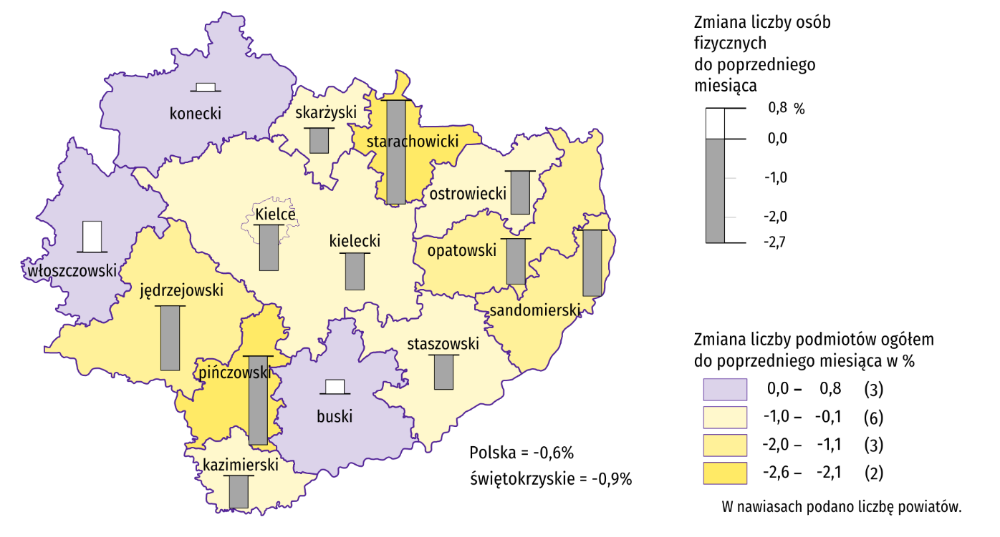 konecki
skarżyski
starachowicki
ostrowiecki
Kielce
kielecki
opatowski
włoszczowski
jędrzejowski
sandomierski
staszowski
pińczowski
buski
kazimierski
Polska = -0,6%
świętokrzyskie = -0,9%
Zmiana liczby osób
fizycznych
do poprzedniego
miesiąca
0,8 %
0,0
-1,0
-2,0
-2,7
Zmiana liczby podmiotów ogółem
do poprzedniego miesiąca w %
0,0 – 0,8 (3)
-1,0 – -0,1 (6)
-2,0 – -1,1 (3)
-2,6 – -2,1 (2)
W nawiasach podano liczbę powiatów.